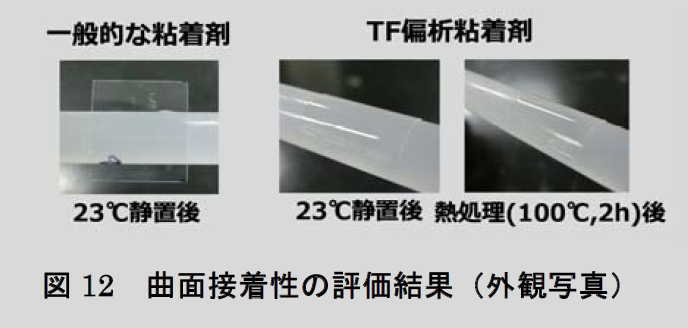 一般的な粘着剤
TF偏析粘着剤
23℃静置後
23℃静置後
熱処理(100℃,2h)後
図12 曲面接着性の評価結果（外観写真）